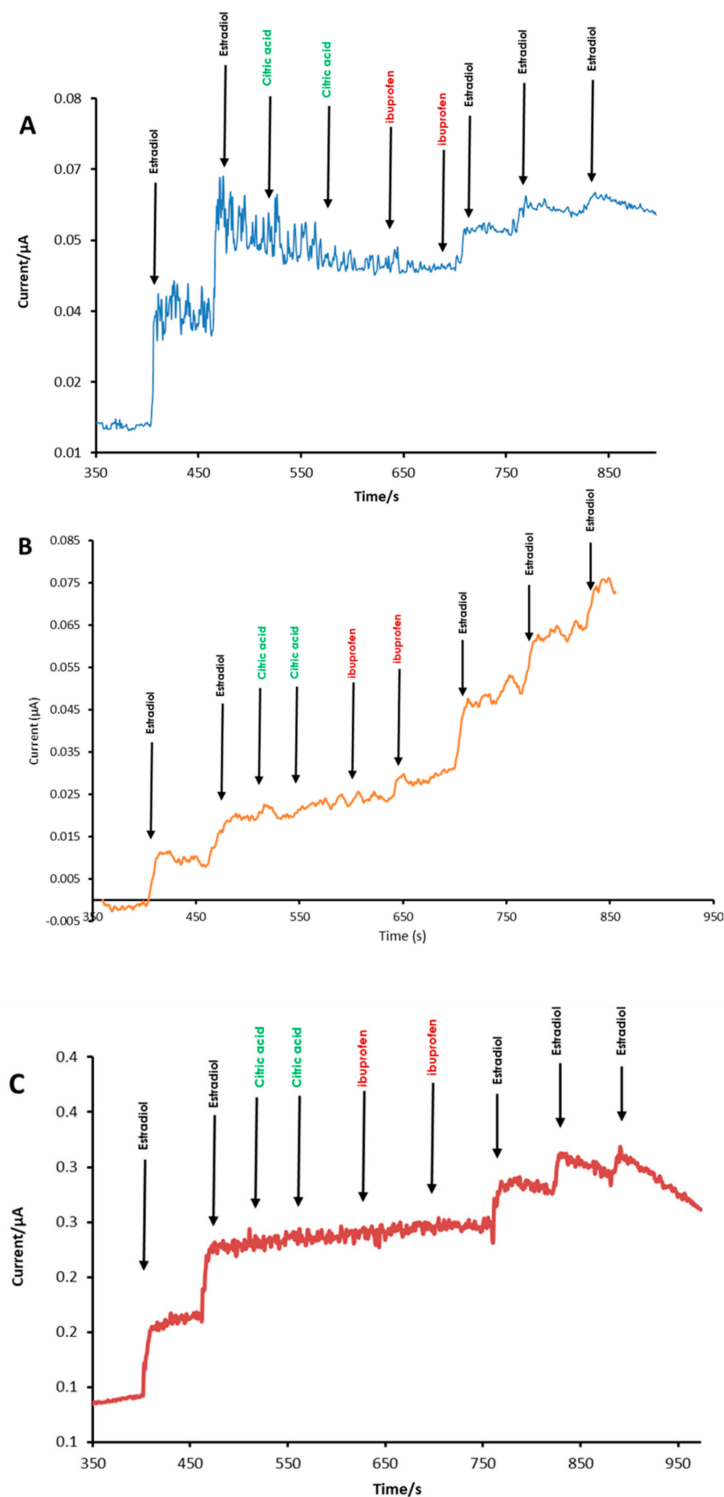 A
Estradiol
Estradiol
Citric acid
Citric acid
ibuprofen
ibuprofen
Estradiol
Estradiol
Estradiol
0.08
0.07
0.05
0.04
0.02
0.01
Current/µA
350
450
550
650
750
850
Time/s
B
Estradiol
Estradiol
Citric acid
Citric acid
ibuprofen
ibuprofen
Estradiol
Estradiol
Estradiol
0.085
0.075
0.065
0.055
0.045
0.035
0.025
0.015
0.005
-0.005
Current (µA)
350
450
550
650
750
850
950
Time (s)
C
Estradiol
Estradiol
Citric acid
Citric acid
ibuprofen
ibuprofen
Estradiol
Estradiol
Estradiol
0.4
0.4
0.3
0.3
0.2
0.2
0.1
0.1
Current/µA
350
450
550
650
750
850
950
Time/s